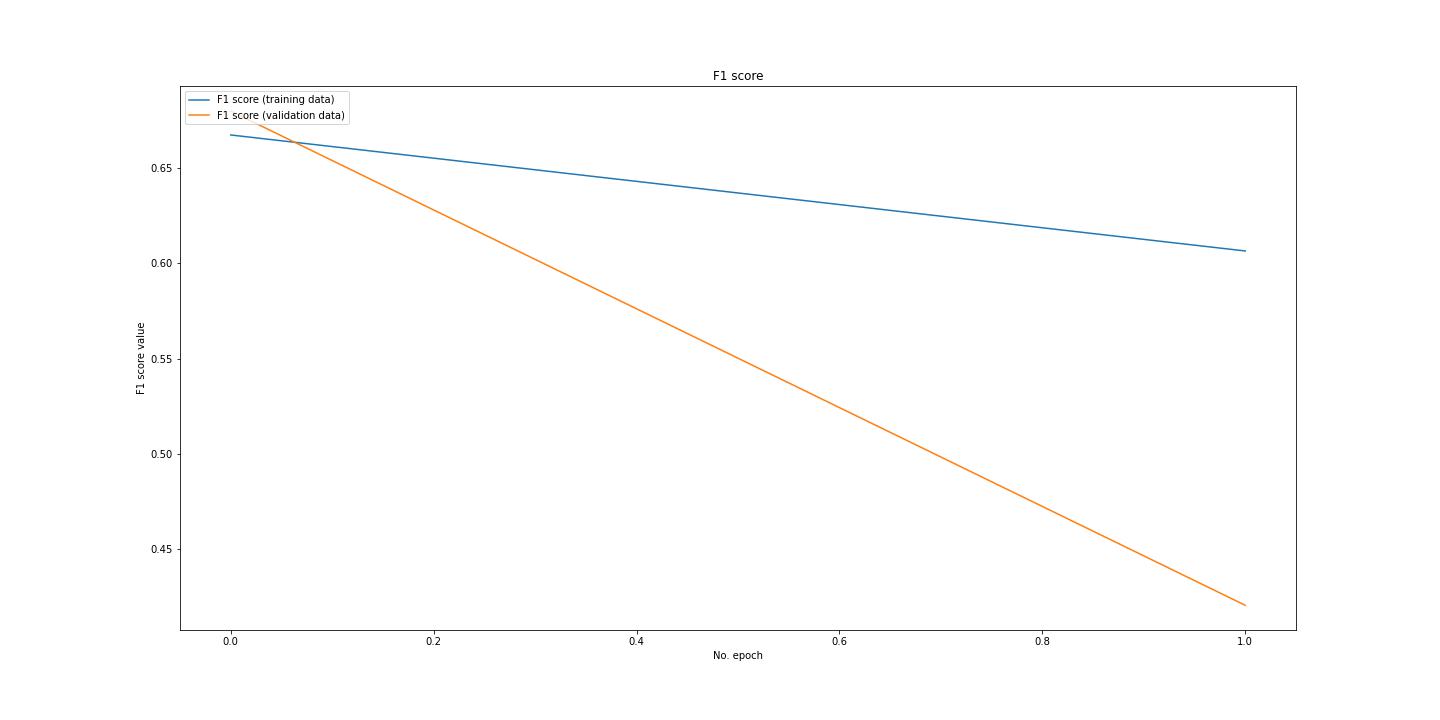 F1 score
F1 score (training data)
F1 score (validation data)
0.65
0.60
0.55
0.50
0.45
F1 score value
0.0 0.2 0.4 0.6 0.8 1.0
No. epoch